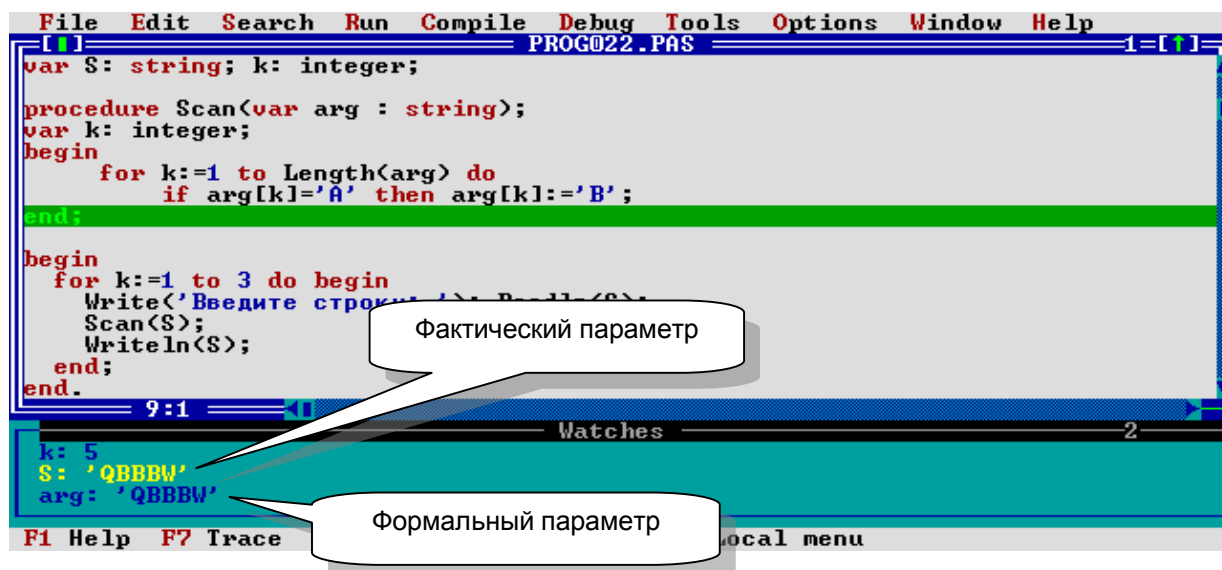 File Edit Search Run Compile Debug Tools Options Window Help
PROG022.PAS 1=[↑]
var S: string; k: integer;
procedure Scan(var arg : string);
var k: integer;
begin
for k:=1 to Length(arg) do
if arg[k]='A' then arg[k]:='B';
end;
begin
for k:=1 to 3 do begin
Write('Введите
Scan(S);
Writeln(S);
end;
end.
9:1
Фактический параметр
Watches 2
k: 5
S: 'QBBBW'
arg: 'QBBBW'
Формальный параметр
F1 Help F7 Trace menu